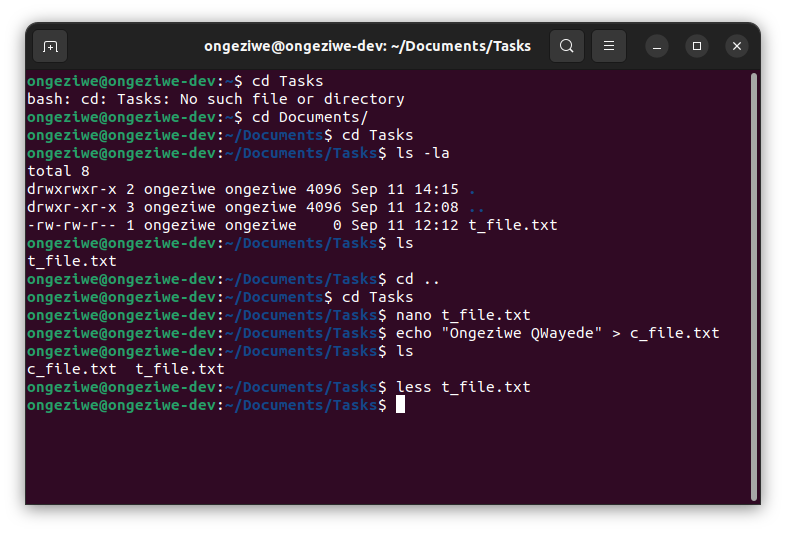 ongeziwe@ongeziwe-dev: ~/Documents/Tasks
ongeziwe@ongeziwe-dev:~$ cd Tasks
bash: cd: Tasks: No such file or directory
ongeziwe@ongeziwe-dev:~$ cd Documents/
ongeziwe@ongeziwe-dev:~/Documents$ cd Tasks
ongeziwe@ongeziwe-dev:~/Documents/Tasks$ ls -la
total 8
drwxrwxr-x 2 ongeziwe ongeziwe 4096 Sep 11 14:15 .
drwxr-xr-x 3 ongeziwe ongeziwe 4096 Sep 11 12:08 ..
-rw-rw-r-- 1 ongeziwe ongeziwe    0 Sep 11 12:12 t_file.txt
ongeziwe@ongeziwe-dev:~/Documents/Tasks$ ls
t_file.txt
ongeziwe@ongeziwe-dev:~/Documents/Tasks$ cd ..
ongeziwe@ongeziwe-dev:~/Documents$ cd Tasks
ongeziwe@ongeziwe-dev:~/Documents/Tasks$ nano t_file.txt
ongeziwe@ongeziwe-dev:~/Documents/Tasks$ echo "Ongeziwe QWayede" > c_file.txt
ongeziwe@ongeziwe-dev:~/Documents/Tasks$ ls
c_file.txt  t_file.txt
ongeziwe@ongeziwe-dev:~/Documents/Tasks$ less t_file.txt
ongeziwe@ongeziwe-dev:~/Documents/Tasks$